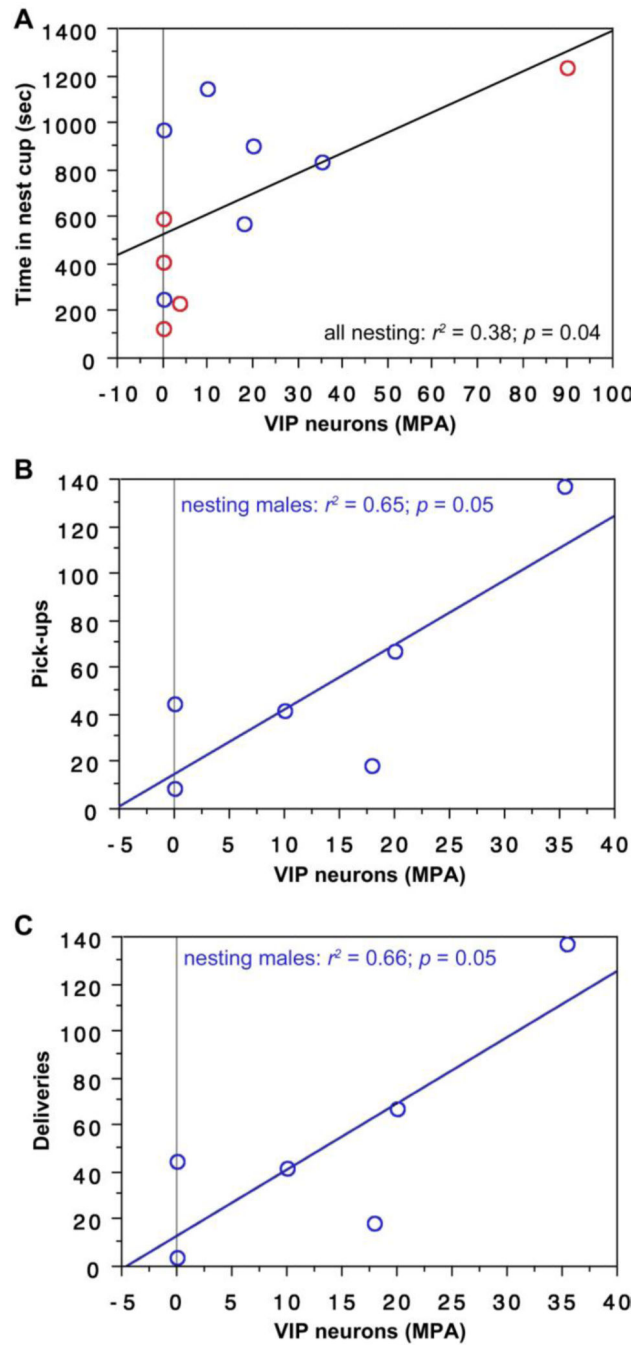 A
1400
1200
1000
800
600
400
200
0
Time in nest cup (sec)
all nesting: r² = 0.38; p = 0.04
-10 0 10 20 30 40 50 60 70 80 90 100
VIP neurons (MPA)
B
140
120
100
80
60
40
20
0
Pick-ups
nesting males: r² = 0.65; p = 0.05
-5 0 5 10 15 20 25 30 35 40
VIP neurons (MPA)
C
140
120
100
80
60
40
20
0
Deliveries
nesting males: r² = 0.66; p = 0.05
-5 0 5 10 15 20 25 30 35 40
VIP neurons (MPA)